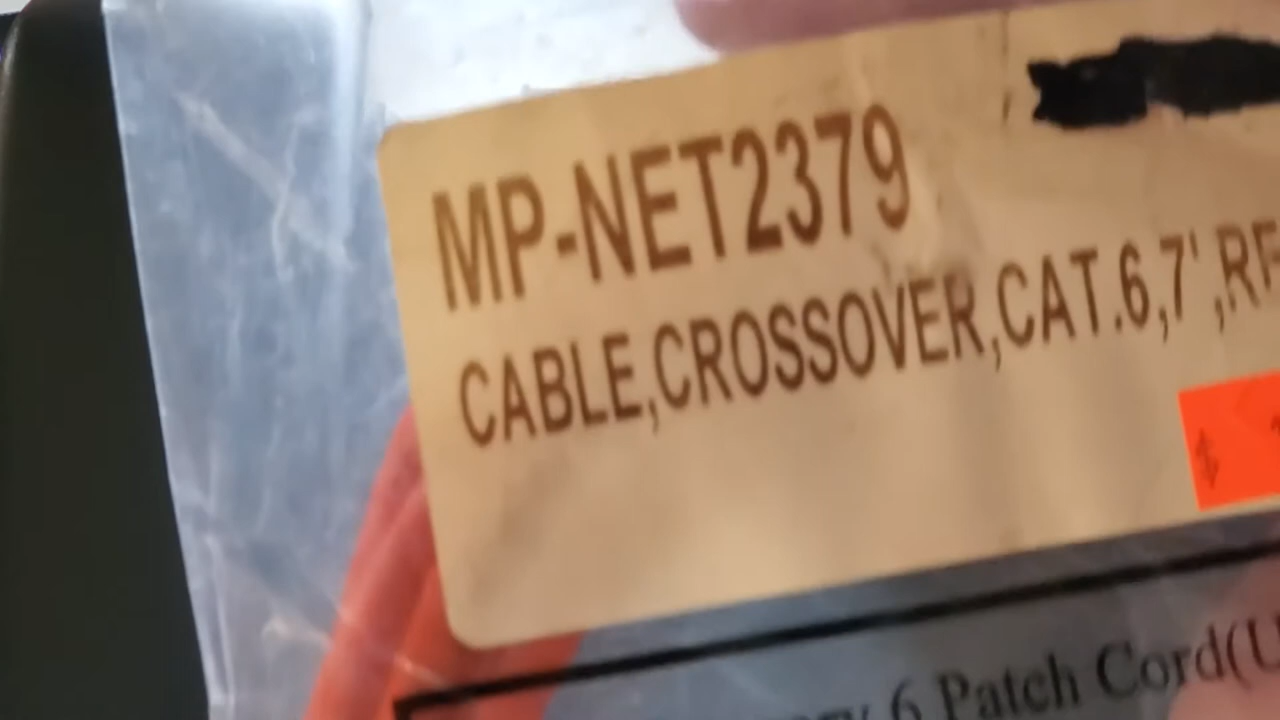 MP-NET2379
CABLE,CROSSOVER,CAT.6,7',RF
$
6 Patch Cord(U